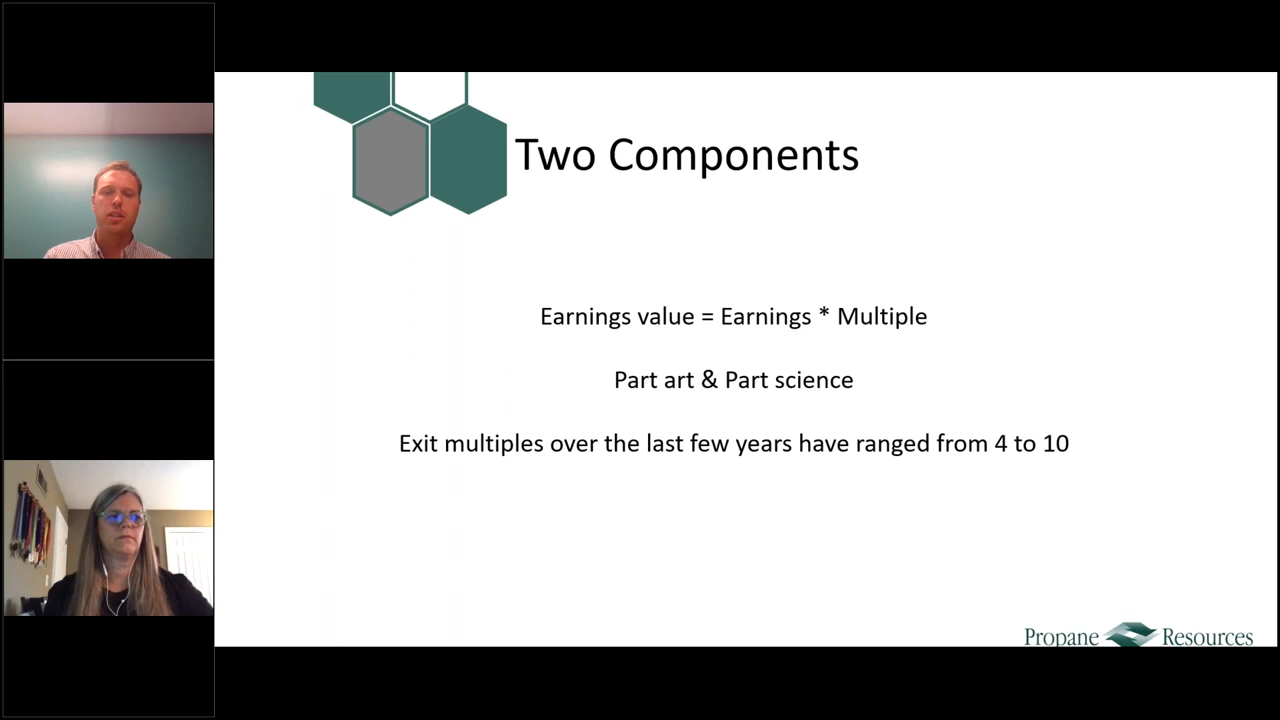 Two Components
Earnings value = Earnings * Multiple
Part art & Part science
Exit multiples over the last few years have ranged from 4 to 10
Propane Resources